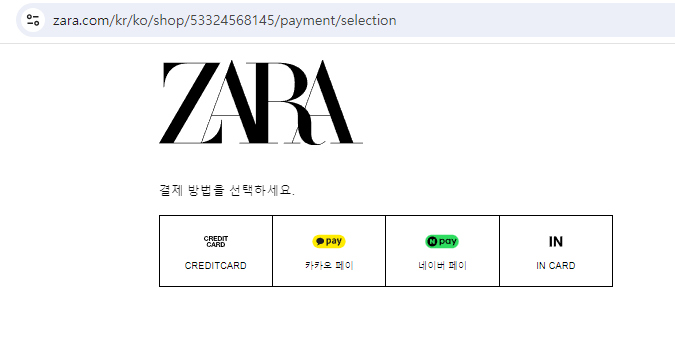 zara.com/kr/ko/shop/53324568145/payment/selection
ZARA
결제 방법을 선택하세요.
CREDIT
CARD
pay
N pay
IN
CREDITCARD
카카오 페이
네이버 페이
IN CARD